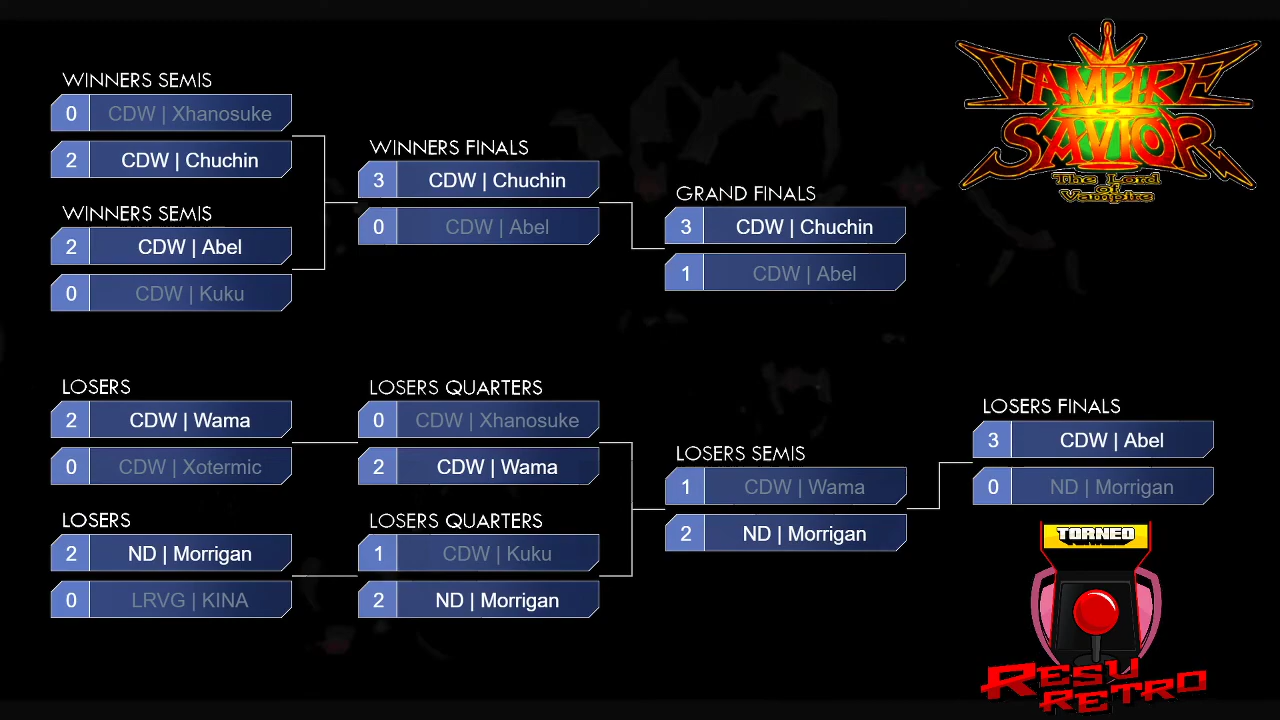 WINNERS SEMIS
0 CDW | Xhanosuke
2 CDW | Chuchin
WINNERS SEMIS
2 CDW | Abel
0 CDW | Kuku
WINNERS FINALS
3 CDW | Chuchin
0 CDW | Abel
GRAND FINALS
3 CDW | Chuchin
1 CDW | Abel
VAMPIRE
SAVIOR
The Lord
of
Vampire
LOSERS
2 CDW | Wama
0 CDW | Xotermic
LOSERS
2 ND | Morrigan
0 LRVG | KINA
LOSERS QUARTERS
0 CDW | Xhanosuke
2 CDW | Wama
LOSERS QUARTERS
1 CDW | Kuku
2 ND | Morrigan
LOSERS SEMIS
1 CDW | Wama
2 ND | Morrigan
LOSERS FINALS
3 CDW | Abel
0 ND | Morrigan
TORNEO
RESU
RETRO